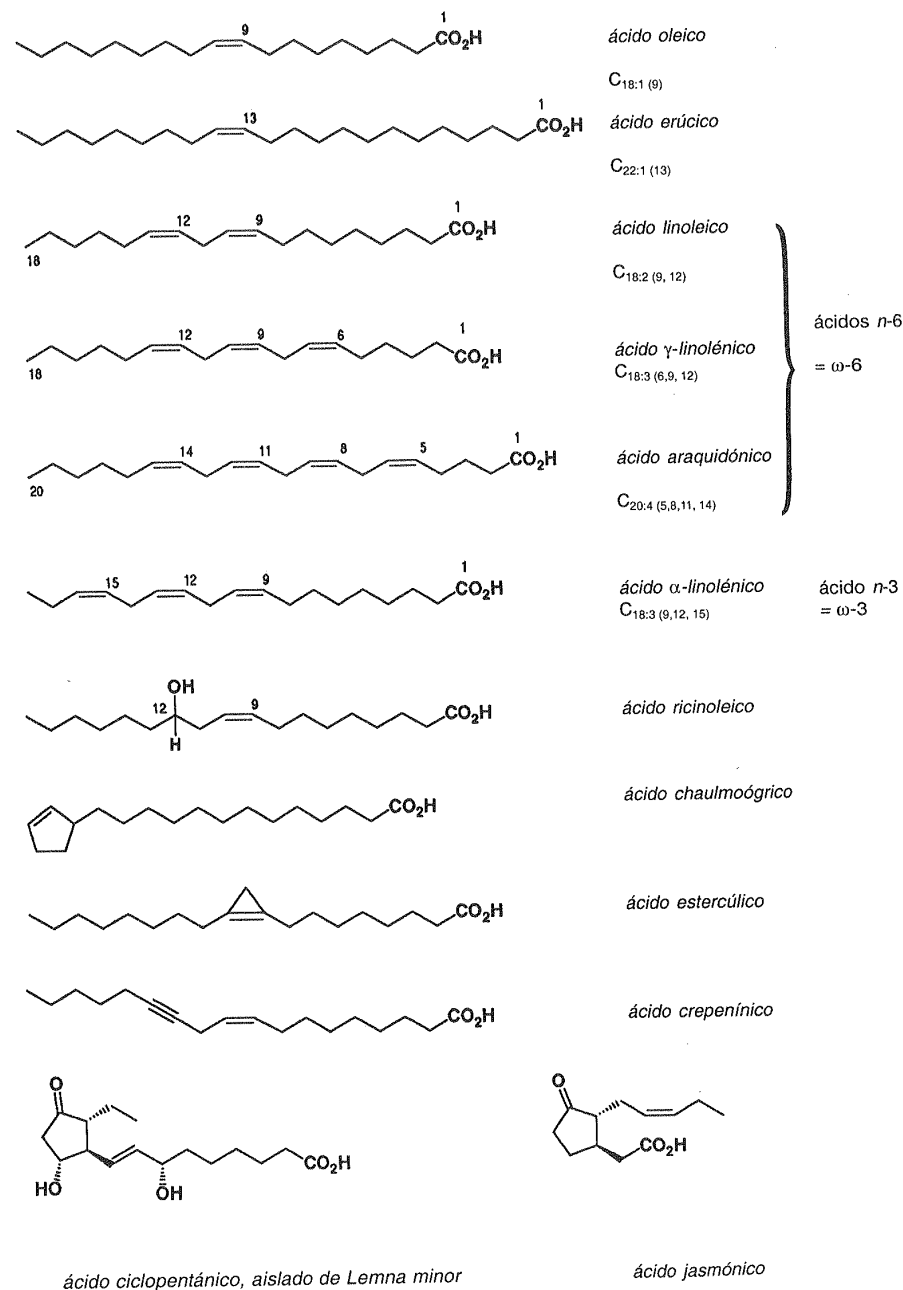 1
9
CO2H
ácido oleico
C18:1 (9)
1
13
CO2H
ácido erúcico
C22:1 (13)
1
12 9
CO2H
18
ácido linoleico
C18:2 (9, 12)
1
12 9 6
CO2H
18
ácido γ-linolénico
C18:3 (6,9, 12)
ácidos n-6
= ω-6
1
14 11 8 5
CO2H
20
ácido araquidónico
C20:4 (5,8,11, 14)
1
15 12 9
CO2H
ácido α-linolénico
C18:3 (9,12, 15)
ácido n-3
= ω-3
OH
12 9
CO2H
H
ácido ricinoleico
CO2H
ácido chaulmoógrico
CO2H
ácido estercúlico
CO2H
ácido crepenínico
O
CO2H
HO
OH
O
CO2H
ácido ciclopentánico, aislado de Lemna minor
ácido jasmónico